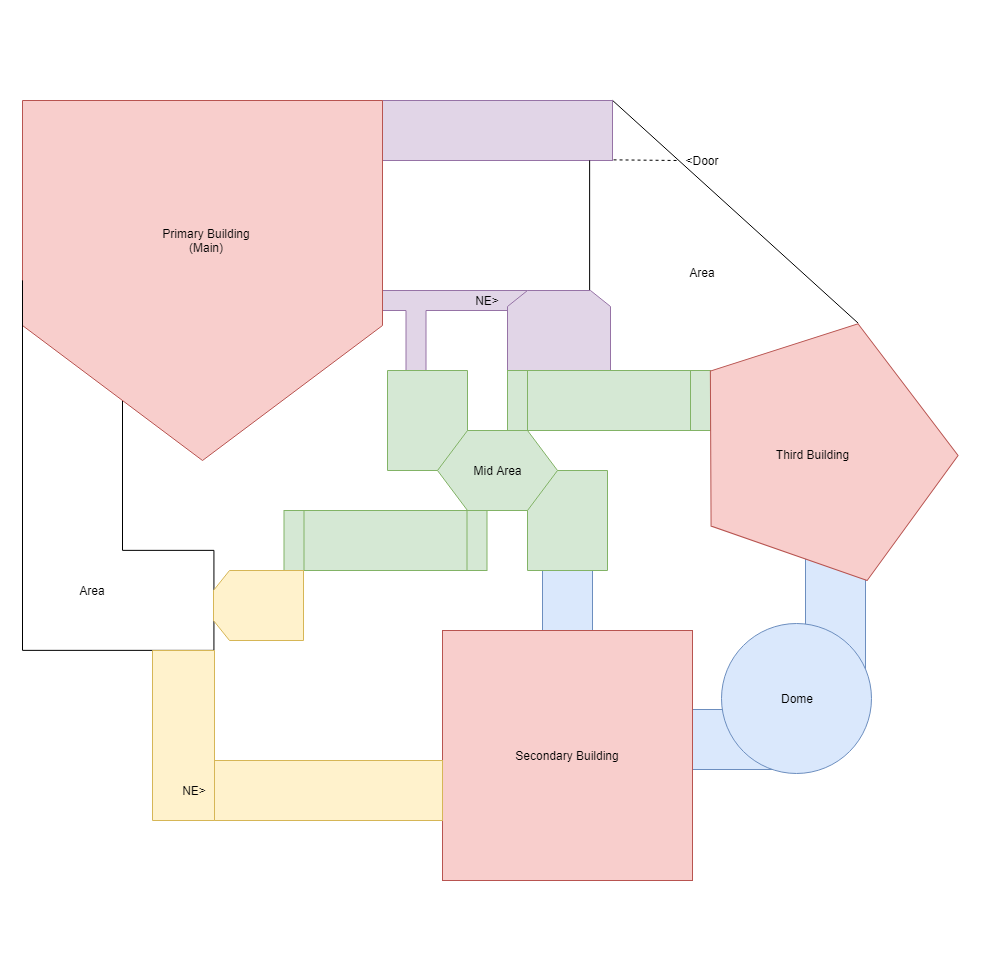 <Door
Primary Building
(Main)
Area
NE>
Third Building
Mid Area
Area
Dome
Secondary Building
NE>